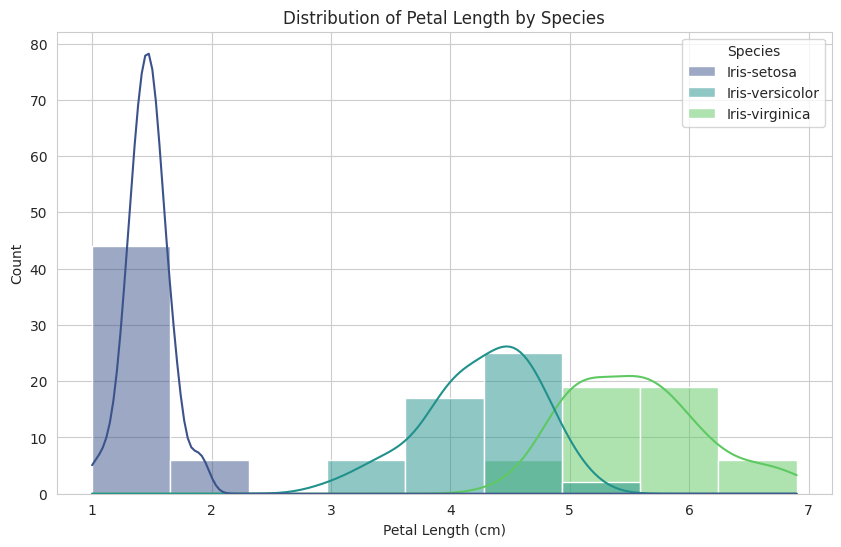 Distribution of Petal Length by Species
80
70
60
50
40
30
20
10
0
Count
Species
Iris-setosa
Iris-versicolor
Iris-virginica
1 2 3 4 5 6 7
Petal Length (cm)